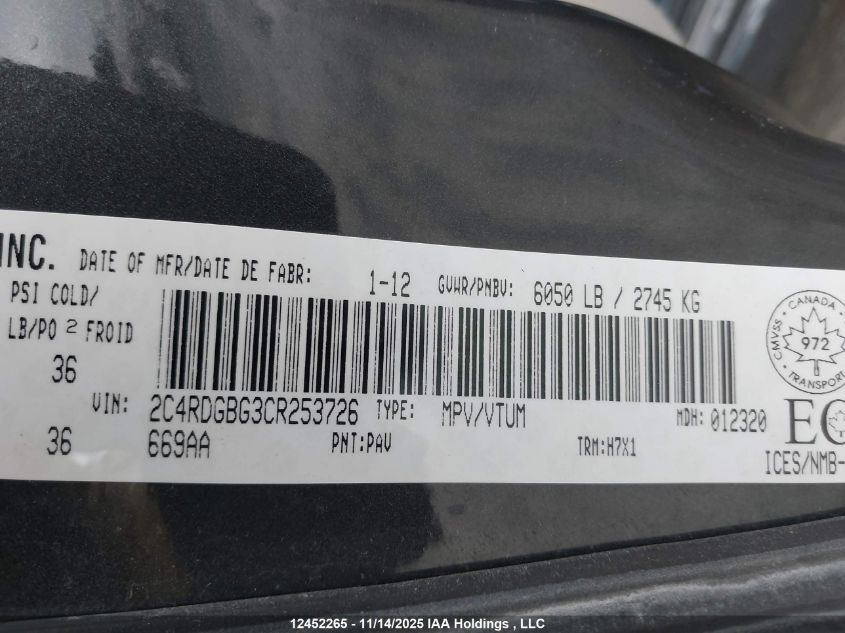 INC. DATE OF MFR/DATE DE FABR: 1-12 GVWR/PNBV: 6050 LB / 2745 KG
PSI COLD/
LB/PO 2 FROID
36
VIN: 2C4RDGBG3CR253726 TYPE: MPV/VTUM MDH: 012320
36 669AA PNT:PAV TRM:H7X1
CMVSS CANADA TRANSPORT
972
ICES/NMB-
12452265 - 11/14/2025 IAA Holdings , LLC